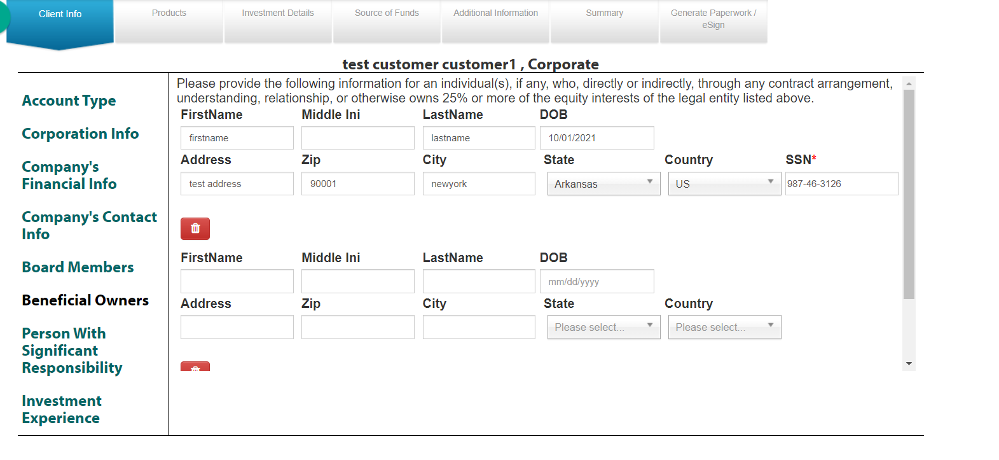 Client Info
Products
Investment Details
Source of Funds
Additional Information
Summary
Generate Paperwork /
eSign
test customer customer1 , Corporate
Account Type
Corporation Info
Company's
Financial Info
Company's Contact
Info
Board Members
Beneficial Owners
Person With
Significant
Responsibility
Investment
Experience
Please provide the following information for an individual(s), if any, who, directly or indirectly, through any contract arrangement,
understanding, relationship, or otherwise owns 25% or more of the equity interests of the legal entity listed above.
FirstName Middle Ini LastName DOB
firstname lastname 10/01/2021
Address Zip City State Country SSN*
test address 90001 newyork Arkansas US 987-46-3126
FirstName Middle Ini LastName DOB
mm/dd/yyyy
Address Zip City State Country
Please select... Please select...